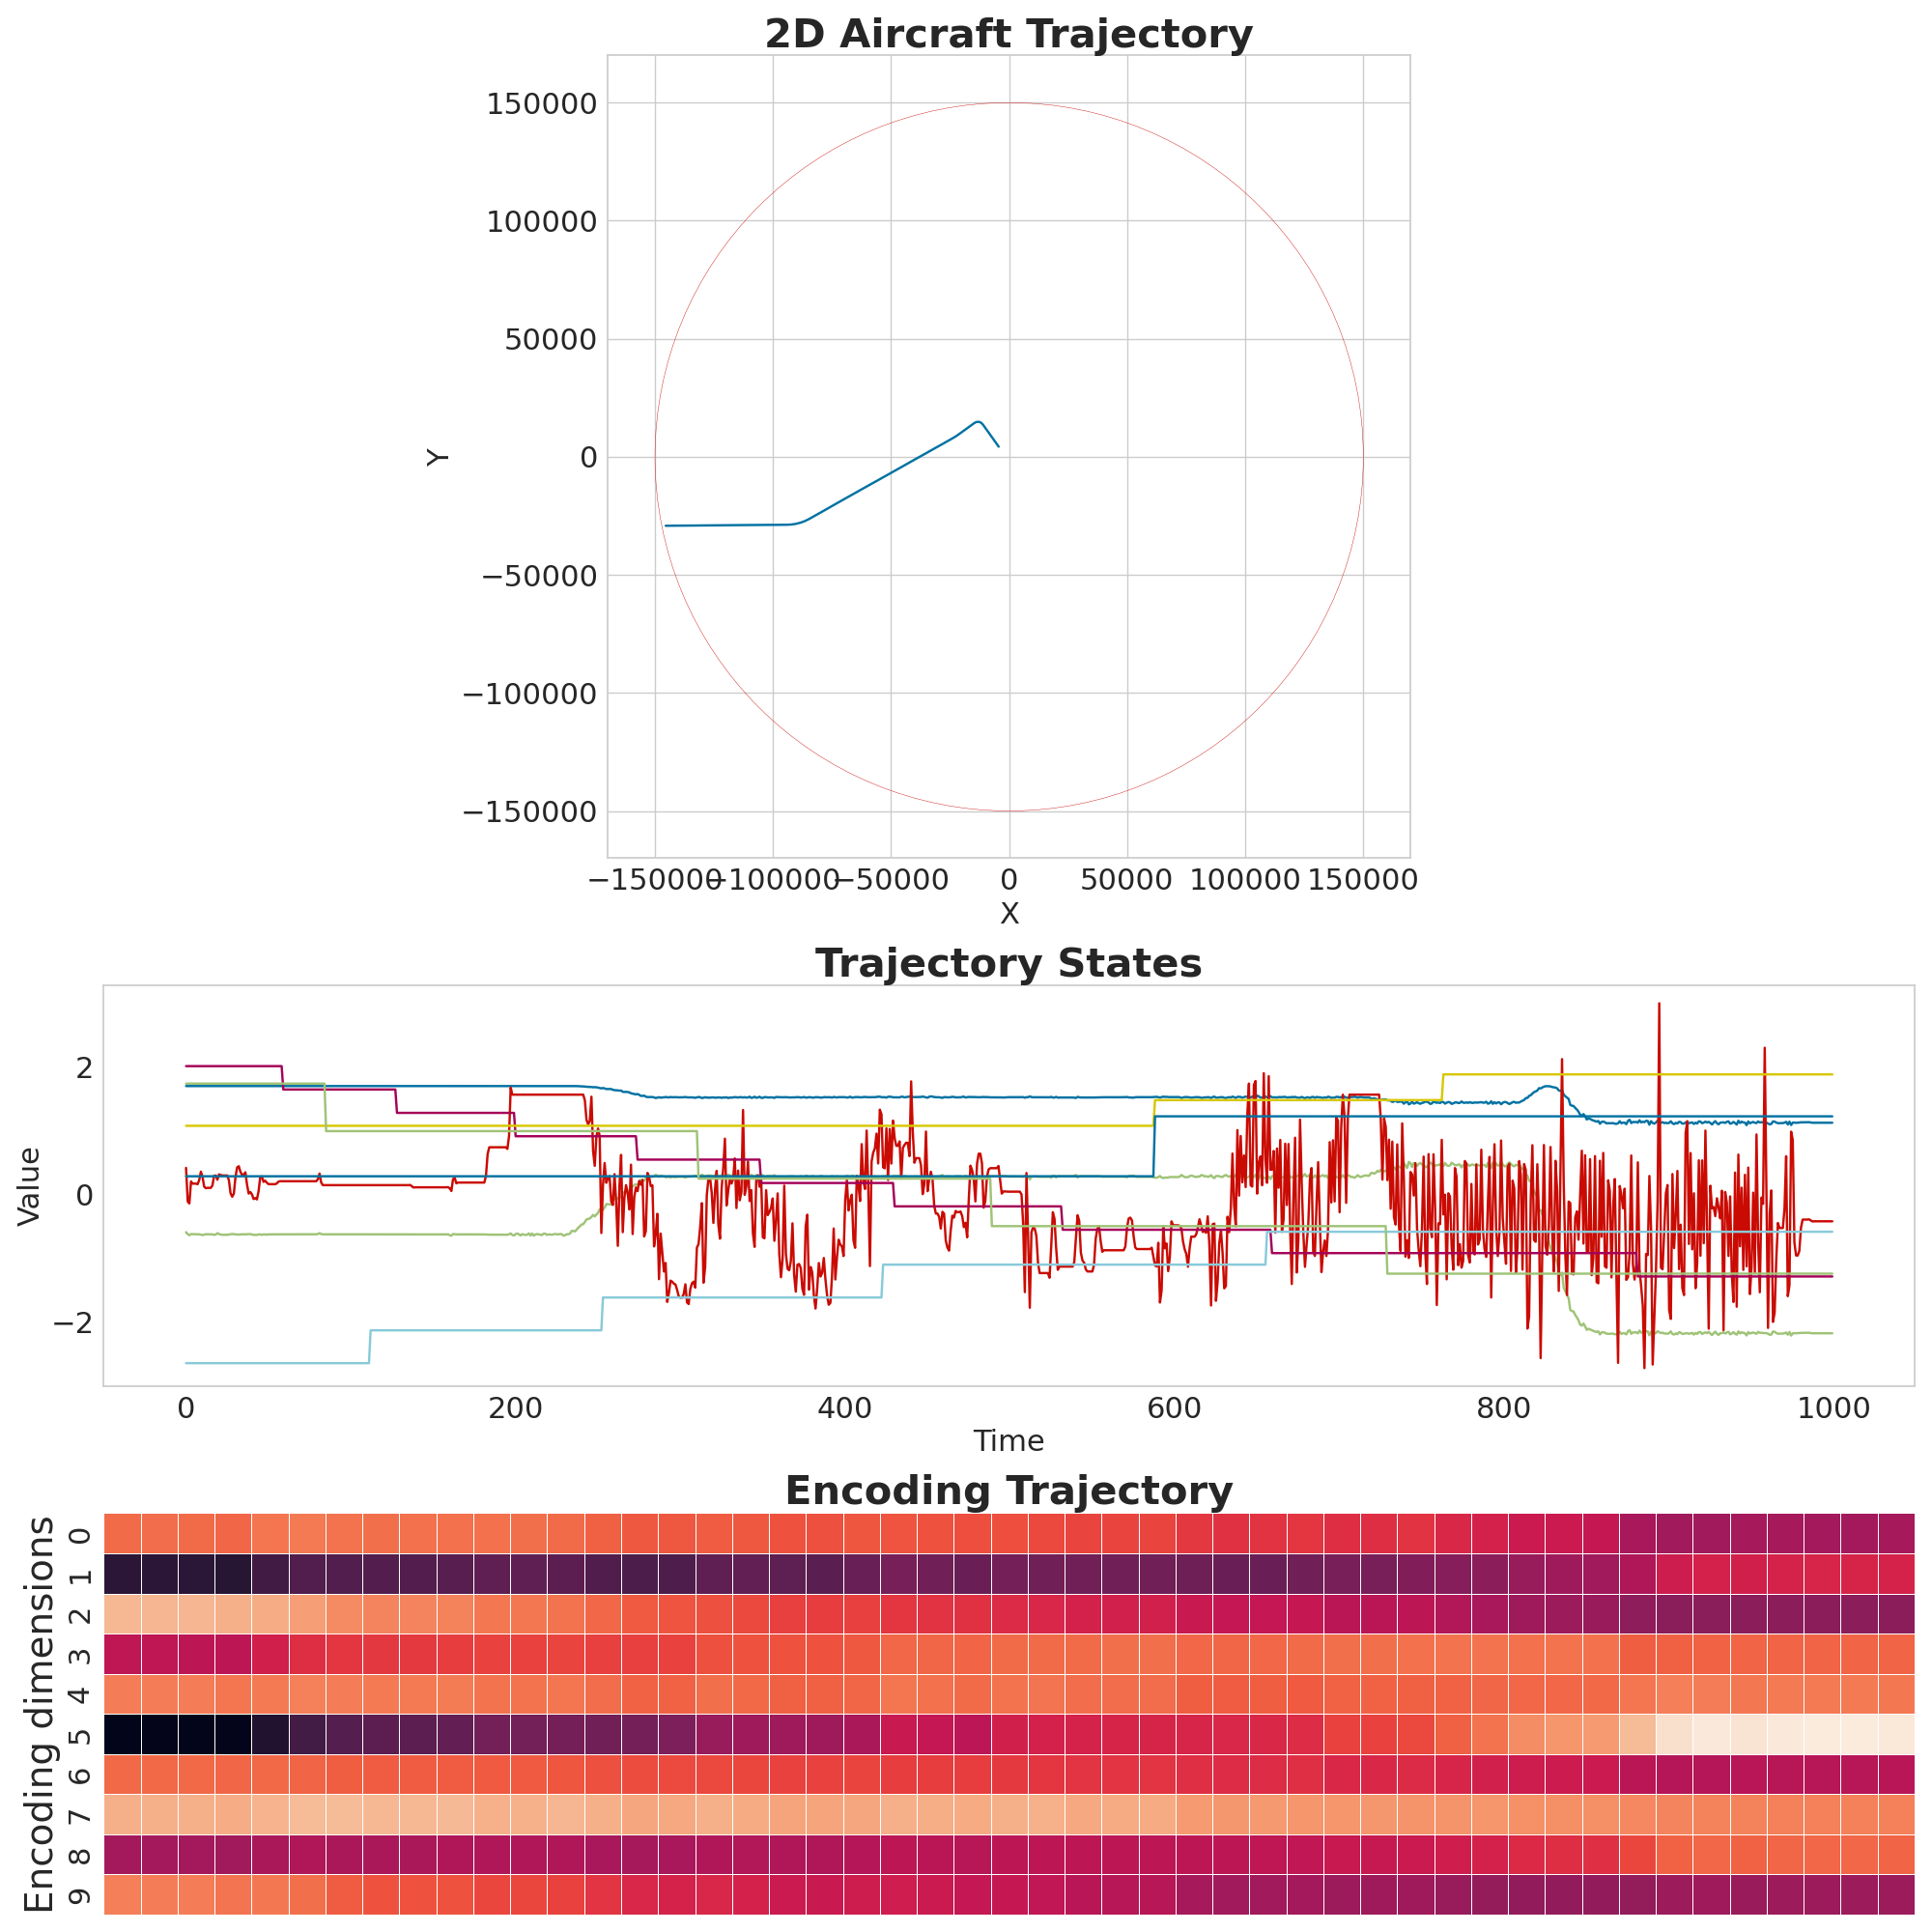 2D Aircraft Trajectory
150000
100000
50000
0
−50000
−100000
−150000
Y
−150000 −100000 −50000 0 50000 100000 150000
X
Trajectory States
2
0
−2
Value
0 200 400 600 800 1000
Time
Encoding Trajectory
Encoding dimensions
0
1
2
3
4
5
6
7
8
9